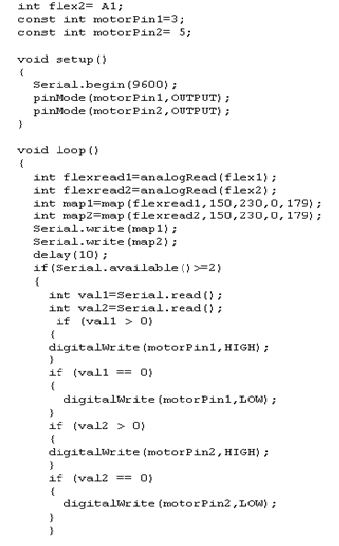 int flex2= A1;
const int motorPin1=3;
const int motorPin2= 5;
void setup()
{
Serial.begin(9600);
pinMode(motorPin1,OUTPUT);
pinMode(motorPin2,OUTPUT);
}
void loop()
{
int flexread1=analogRead(flex1);
int flexread2=analogRead(flex2);
int map1=map(flexread1,150,230,0,179);
int map2=map(flexread2,150,230,0,179);
Serial.write(map1);
Serial.write(map2);
delay(10);
if(Serial.available()>=2)
{
int val1=Serial.read();
int val2=Serial.read();
if (val1 > 0)
{
digitalWrite(motorPin1,HIGH);
}
if (val1 == 0)
{
digitalWrite(motorPin1,LOW);
}
if (val2 > 0)
{
digitalWrite(motorPin2,HIGH);
}
if (val2 == 0)
{
digitalWrite(motorPin2,LOW);
}
}